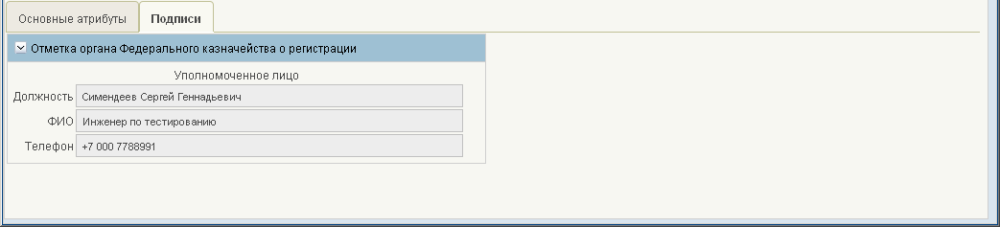 Основные атрибуты Подписи
Отметка органа Федерального казначейства о регистрации
Уполномоченное лицо
Должность Симендеев Сергей Геннадьевич
ФИО Инженер по тестированию
Телефон +7 000 7788991